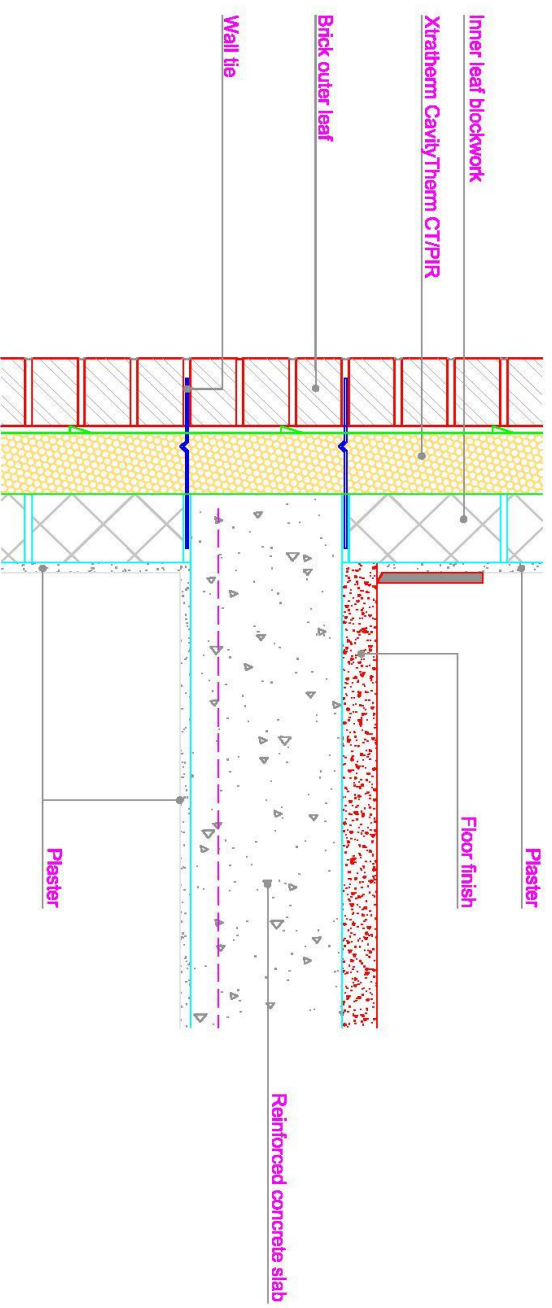 Inner leaf blockwork
Xtratherm CavityTherm CT/PIR
Brick outer leaf
Wall tie
Plaster
Floor finish
Plaster
Reinforced concrete slab